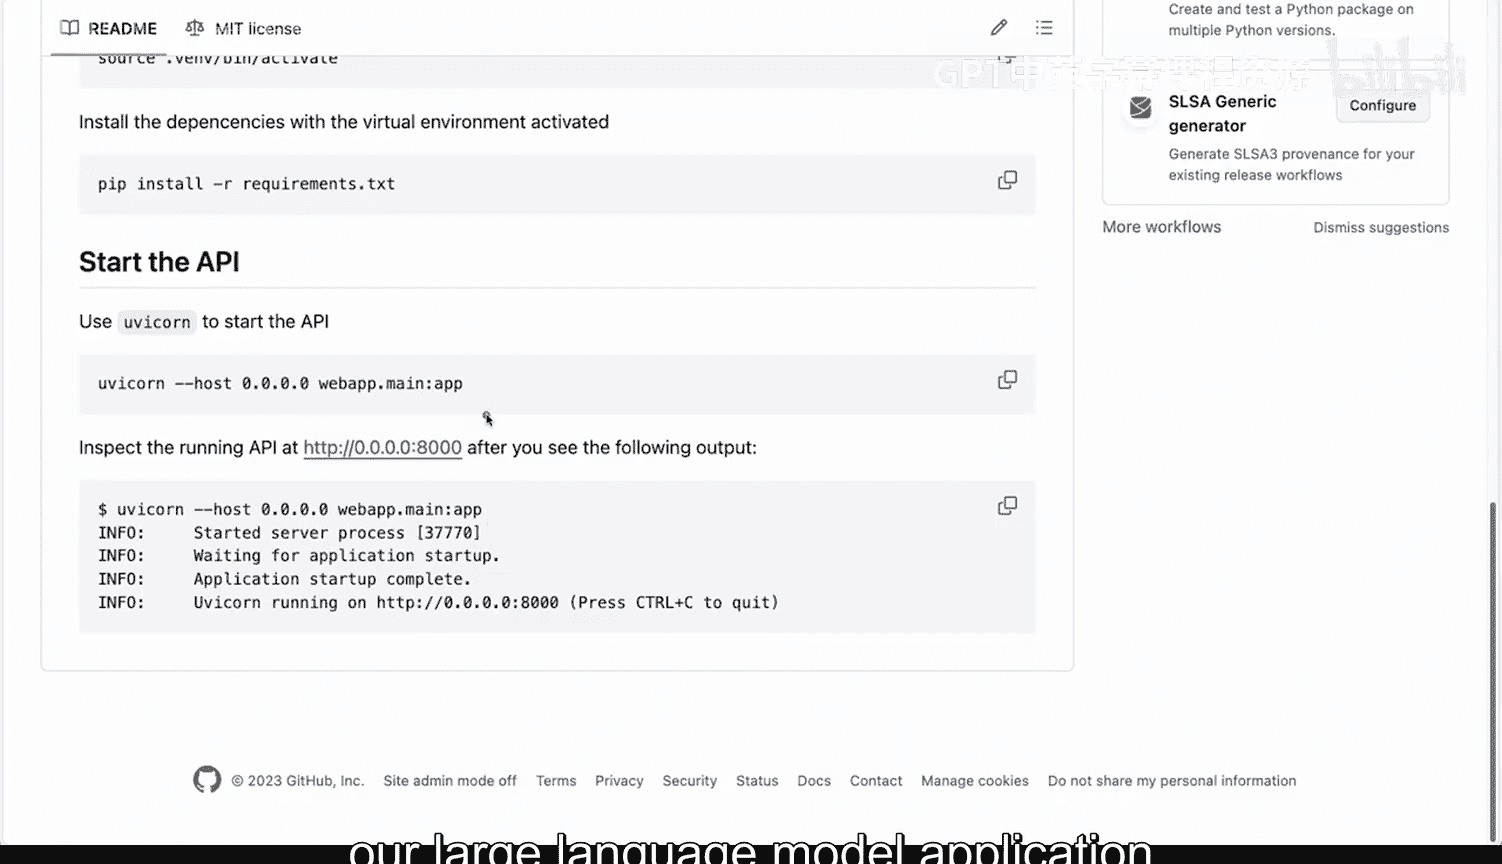 README
MIT license
source .venv/bin/activate
Install the depencencies with the virtual environment activated
pip install -r requirements.txt
Start the API
Use uvicorn to start the API
uvicorn --host 0.0.0.0 webapp.main:app
Inspect the running API at http://0.0.0.0:8000 after you see the following output:
$ uvicorn --host 0.0.0.0 webapp.main:app
INFO: Started server process [37770]
INFO: Waiting for application startup.
INFO: Application startup complete.
INFO: Uvicorn running on http://0.0.0.0:8000 (Press CTRL+C to quit)
Create and test a Python package on
multiple Python versions.
bilibili
SLSA Generic
generator
Configure
Generate SLSA3 provenance for your
existing release workflows
More workflows
Dismiss suggestions
© 2023 GitHub, Inc.
Site admin mode off
Terms
Privacy
Security
Status
Docs
Contact
Manage cookies
Do not share my personal information
our large language model application